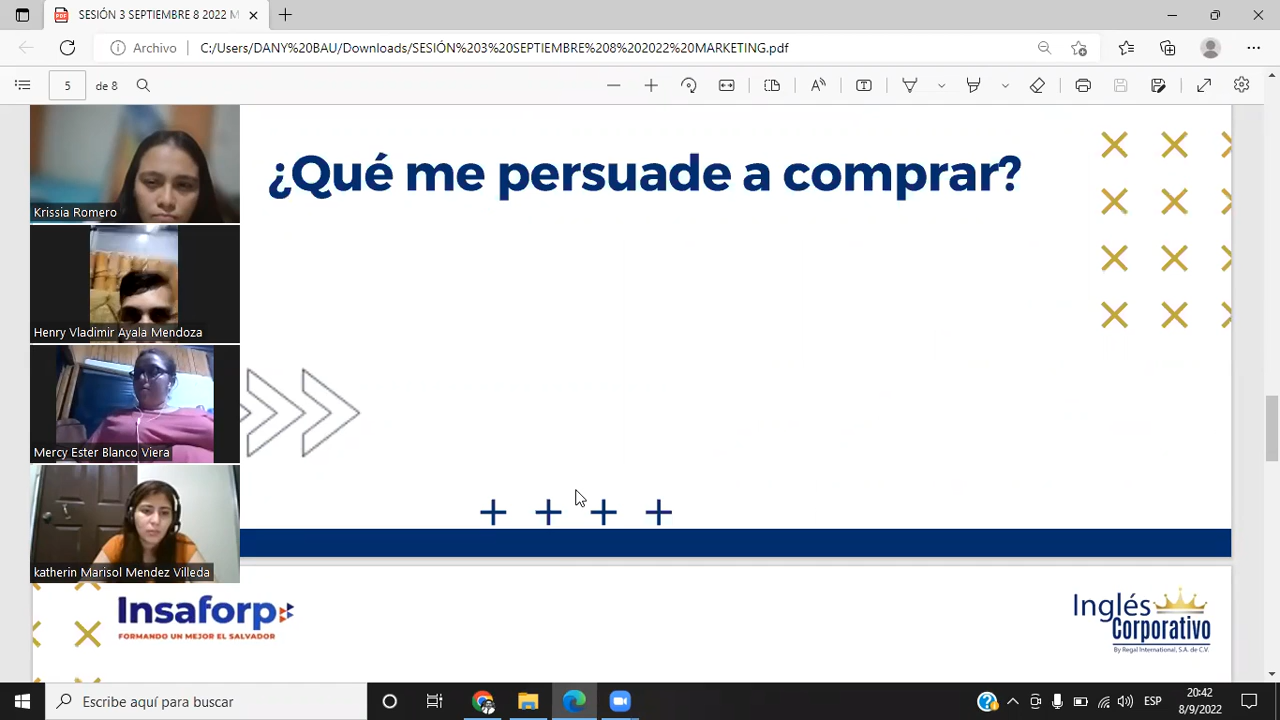 SESIÓN 3 SEPTIEMBRE 8 2022 M
Archivo
C:/Users/DANY%20BAU/Downloads/SESIÓN%203%20SEPTIEMBRE%208%202022%20MARKETING.pdf
5 de 8
¿Qué me persuade a comprar?
Krissia Romero
Henry Vladimir Ayala Mendoza
Mercy Ester Blanco Viera
katherin Marisol Mendez Villeda
Insaforp
FORMANDO UN MEJOR EL SALVADOR
Inglés
Corporativo
By Regal International, S.A. de C.V.
Escribe aquí para buscar
ESP
20:42
8/9/2022